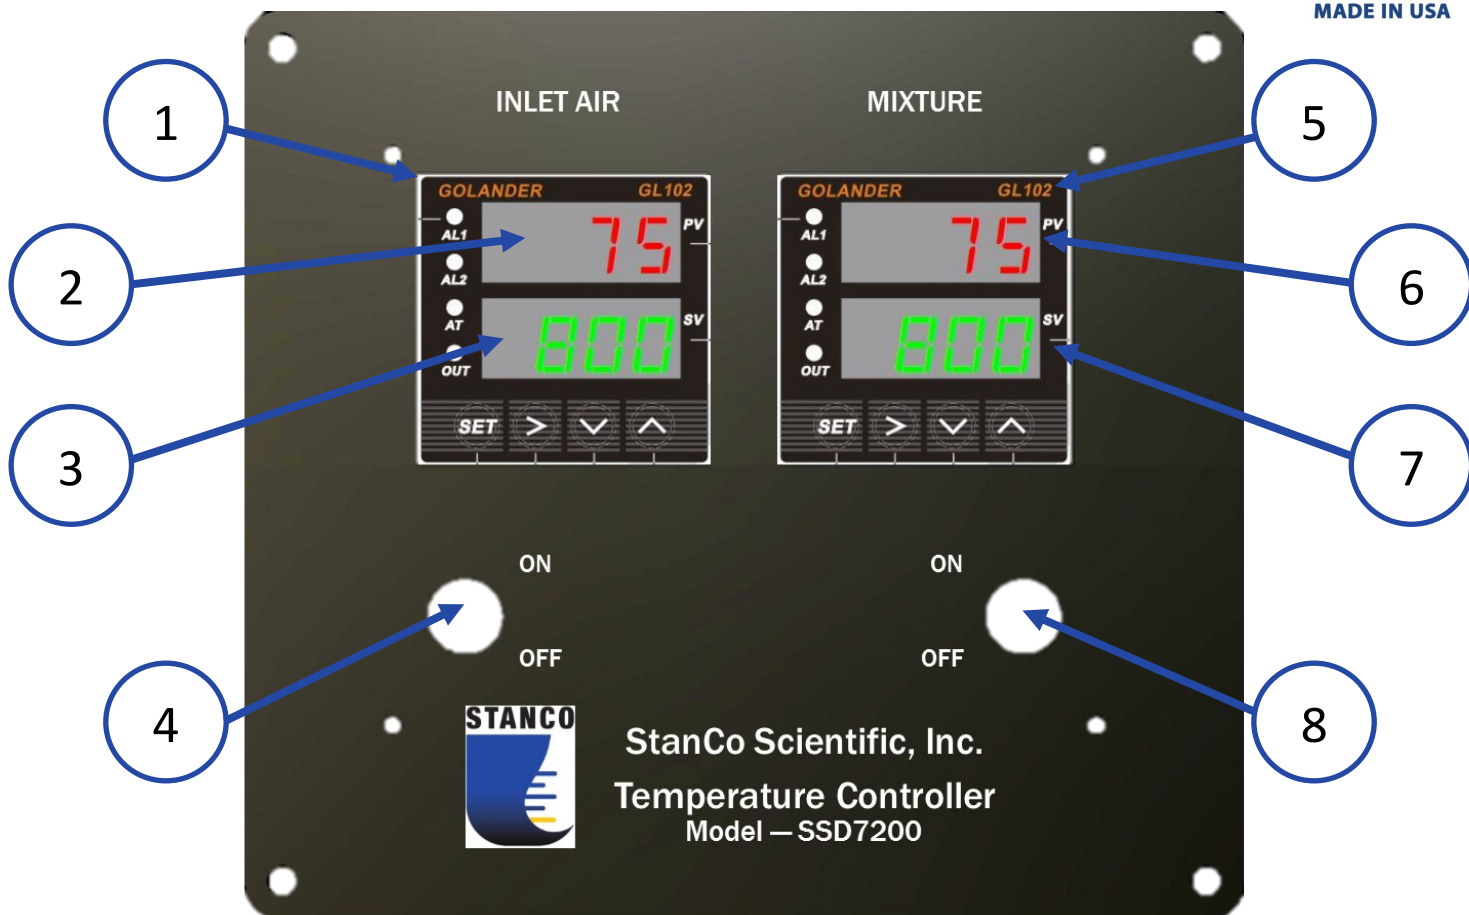 MADE IN USA
INLET AIR
MIXTURE
1
5
GOLANDER GL102
GOLANDER GL102
75 PV
75 PV
AL1
AL1
AL2
AL2
2
6
800 SV
800 SV
AT
AT
OUT
OUT
SET > ∨ ∧
SET > ∨ ∧
3
7
ON
ON
OFF
OFF
4
8
STANCO
StanCo Scientific, Inc.
Temperature Controller
Model — SSD7200